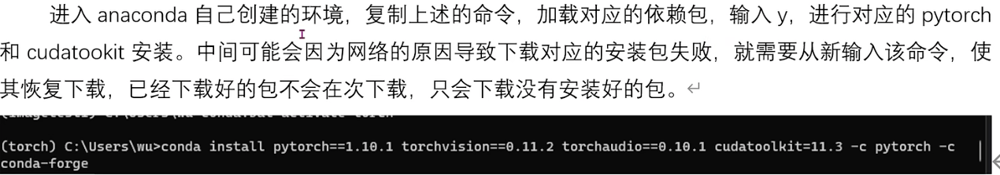 进入 anaconda 自己创建的环境，复制上述的命令，加载对应的依赖包，输入 y，进行对应的 pytorch
和 cudatookit 安装。中间可能会因为网络的原因导致下载对应的安装包失败，就需要从新输入该命令，使
其恢复下载，已经下载好的包不会在次下载，只会下载没有安装好的包。
(torch) C:\Users\wu>conda install pytorch==1.10.1 torchvision==0.11.2 torchaudio==0.10.1 cudatoolkit=11.3 -c pytorch -c
conda-forge